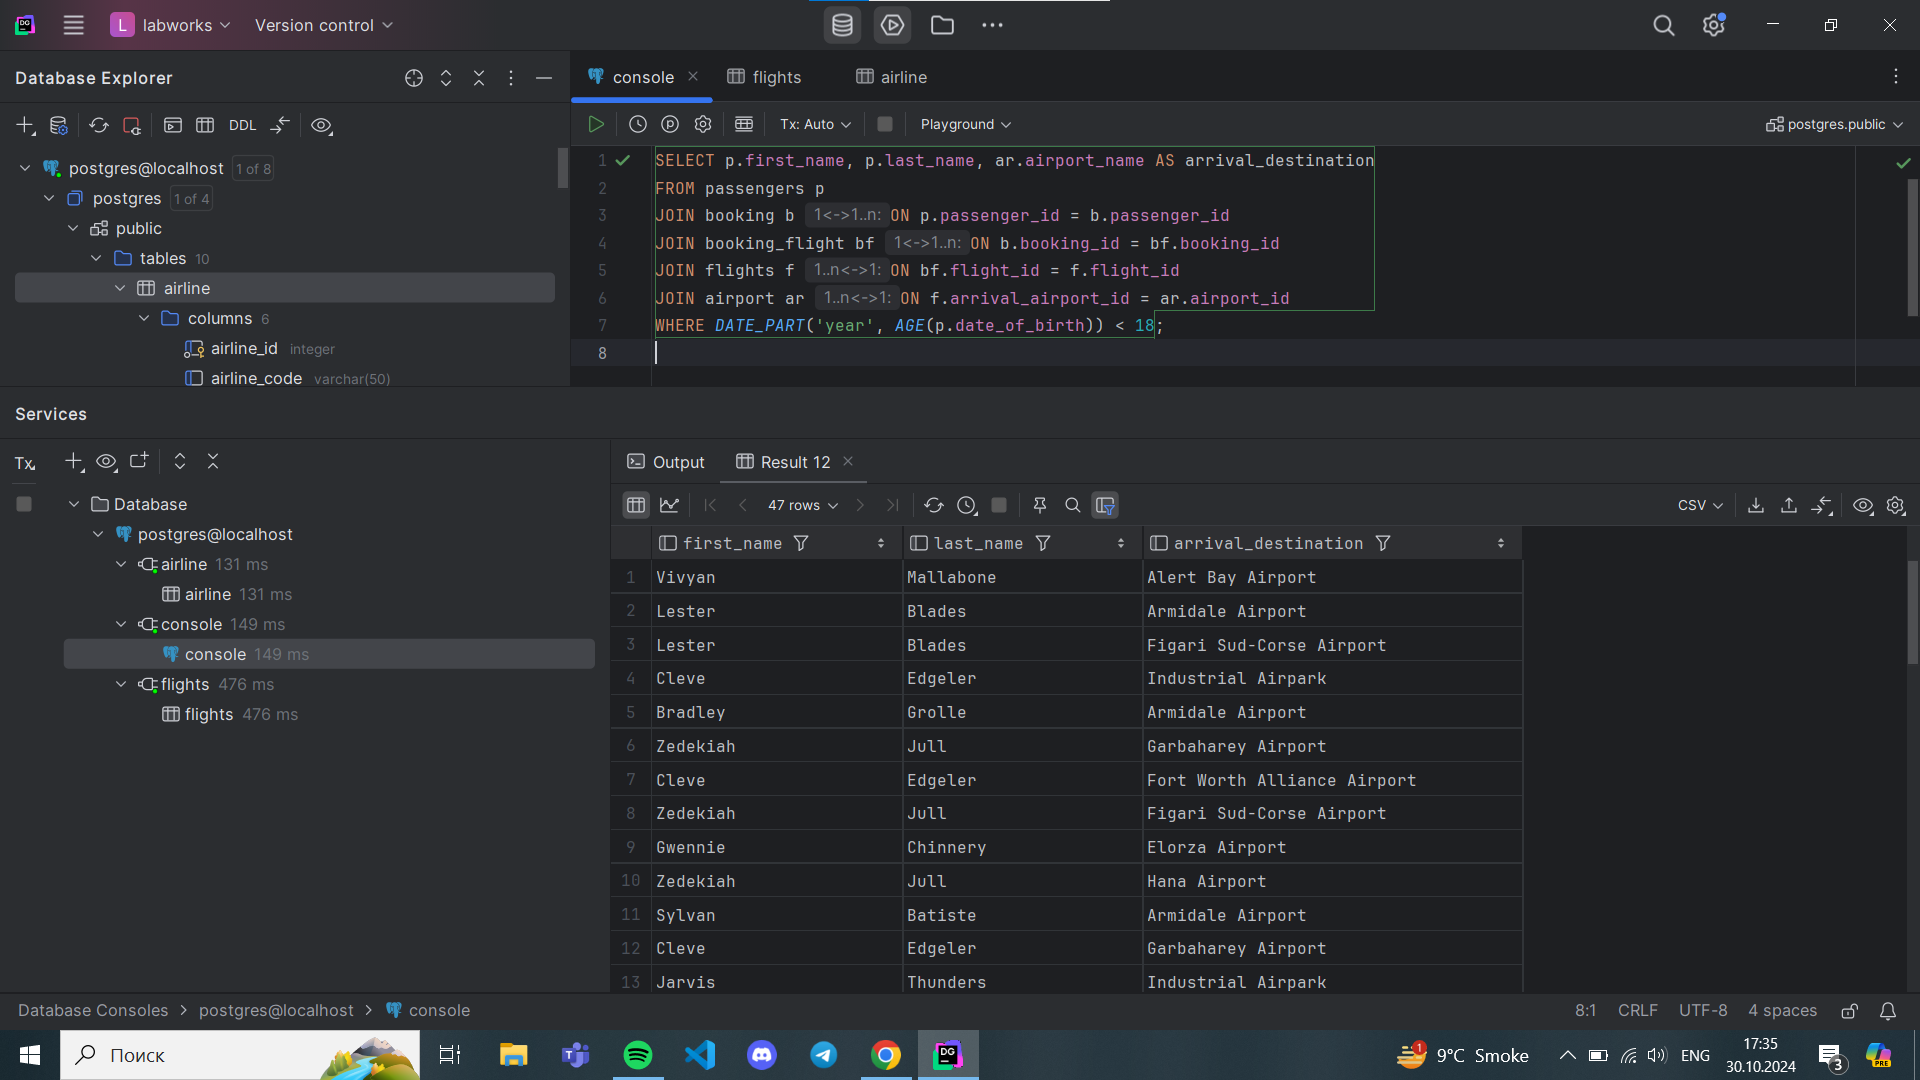 L labworks Version control
Database Explorer
console flights airline
DDL
Tx: Auto Playground postgres.public
postgres@localhost 1 of 8
postgres 1 of 4
public
tables 10
airline
columns 6
airline_id integer
airline_code varchar(50)
1 SELECT p.first_name, p.last_name, ar.airport_name AS arrival_destination
2 FROM passengers p
3 JOIN booking b 1<->1..n: ON p.passenger_id = b.passenger_id
4 JOIN booking_flight bf 1<->1..n: ON b.booking_id = bf.booking_id
5 JOIN flights f 1..n<->1: ON bf.flight_id = f.flight_id
6 JOIN airport ar 1..n<->1: ON f.arrival_airport_id = ar.airport_id
7 WHERE DATE_PART('year', AGE(p.date_of_birth)) < 18;
8
Services
Tx
Database
postgres@localhost
airline 131 ms
airline 131 ms
console 149 ms
console 149 ms
flights 476 ms
flights 476 ms
Output Result 12
47 rows CSV
first_name last_name arrival_destination
1 Vivyan Mallabone Alert Bay Airport
2 Lester Blades Armidale Airport
3 Lester Blades Figari Sud-Corse Airport
4 Cleve Edgeler Industrial Airpark
5 Bradley Grolle Armidale Airport
6 Zedekiah Jull Garbaharey Airport
7 Cleve Edgeler Fort Worth Alliance Airport
8 Zedekiah Jull Figari Sud-Corse Airport
9 Gwennie Chinnery Elorza Airport
10 Zedekiah Jull Hana Airport
11 Sylvan Batiste Armidale Airport
12 Cleve Edgeler Garbaharey Airport
13 Jarvis Thunders Industrial Airpark
Database Consoles > postgres@localhost > console
8:1 CRLF UTF-8 4 spaces
Поиск
DG
1 9°C Smoke ENG 17:35
30.10.2024
3
PRE